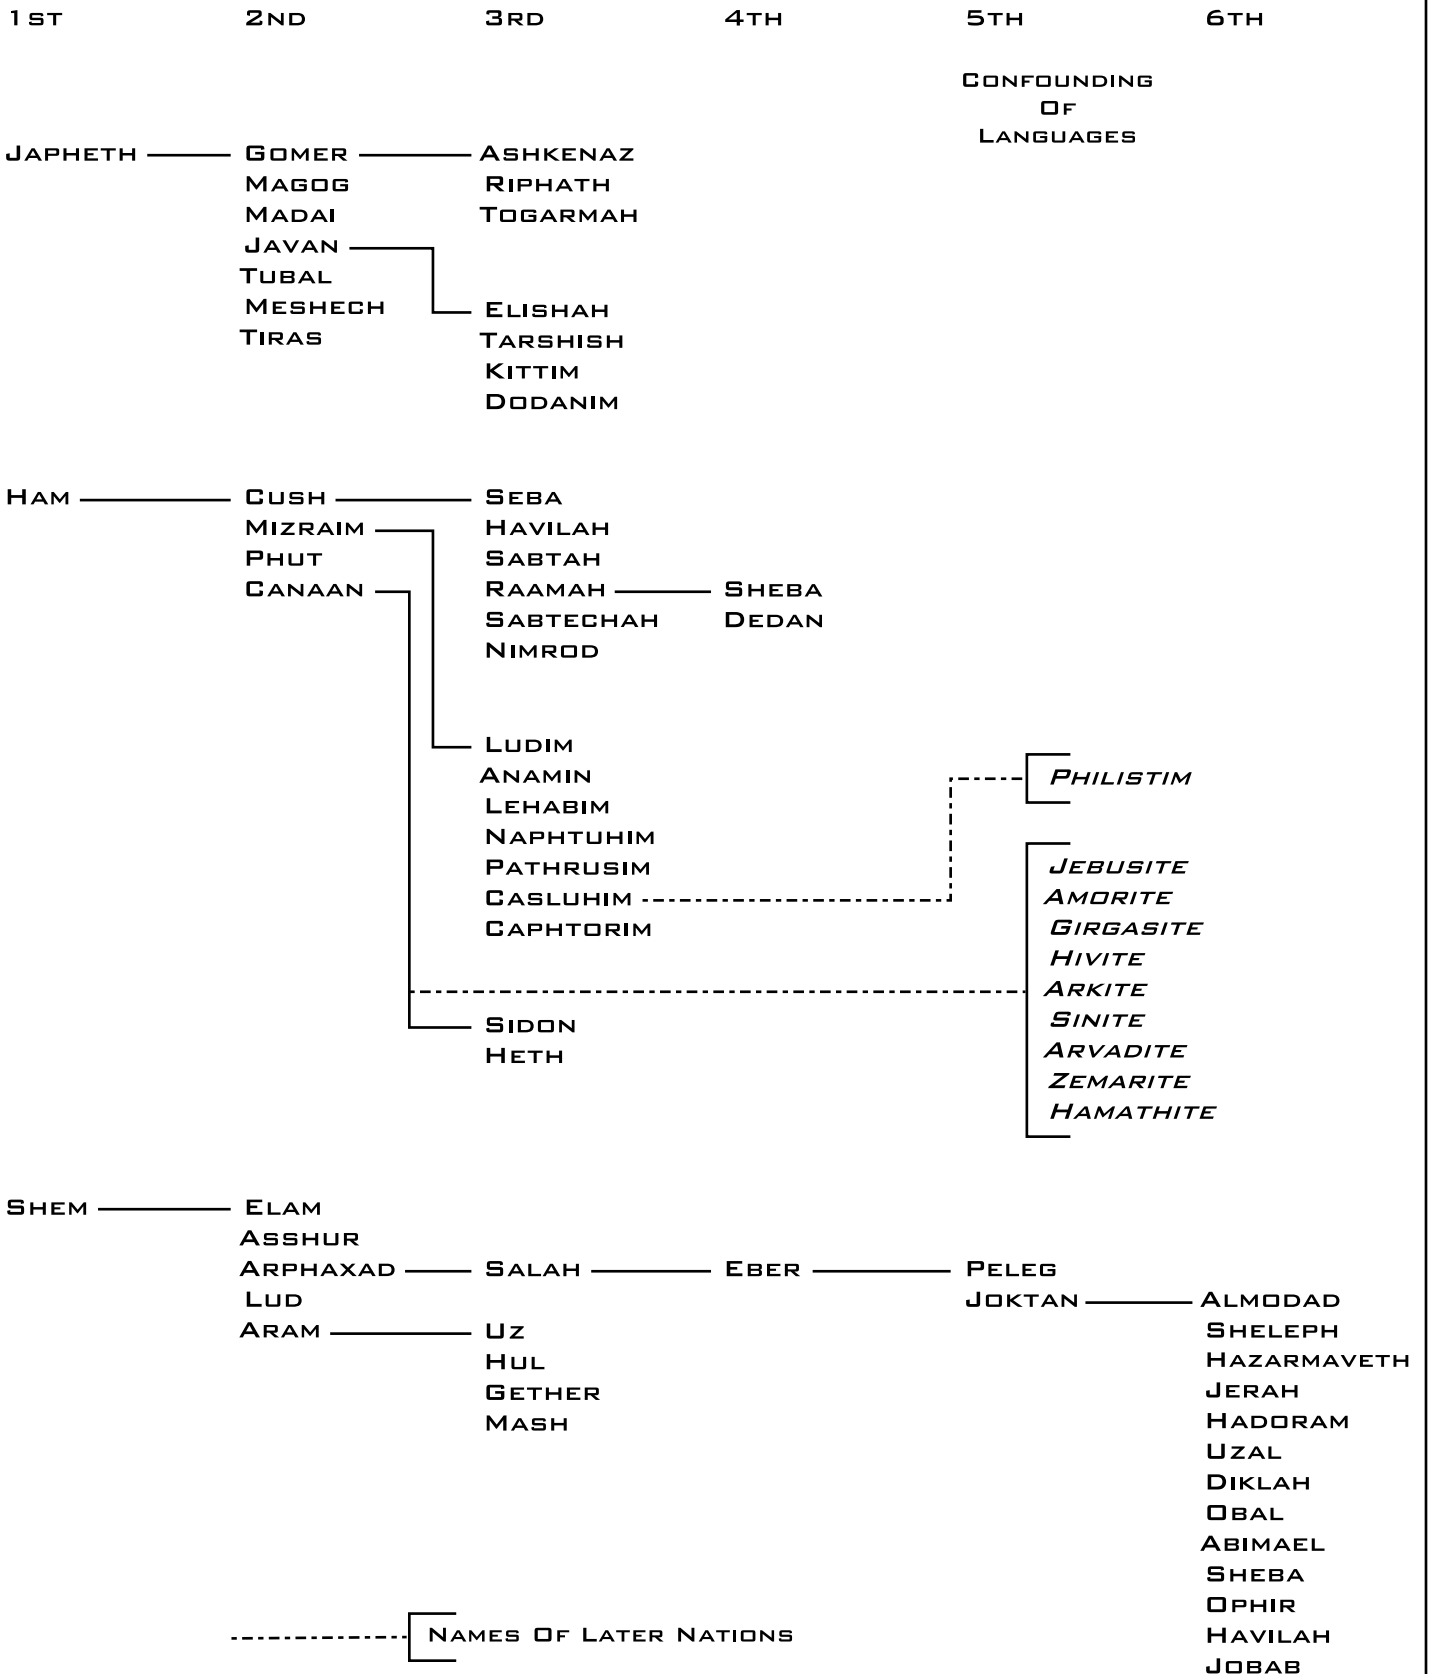 1st 2nd 3rd 4th 5th 6th
Confounding
Of
Languages
Japheth Gomer Ashkenaz
Magog Riphath
Madai Togarmah
Javan
Tubal
Meshech Elishah
Tiras Tarshish
Kittim
Dodanim
Ham Cush Seba
Mizraim Havilah
Phut Sabtah
Canaan Raamah Sheba
Sabtechah Dedan
Nimrod
Ludim
Anamin Philistim
Lehabim
Naphtuhim
Pathrusim Jebusite
Casluhim Amorite
Caphtorim Girgasite
Hivite
Arkite
Sidon Sinite
Heth Arvadite
Zemarite
Hamathite
Shem Elam
Asshur
Arphaxad Salah Eber Peleg
Lud Joktan Almodad
Aram Uz Sheleph
Hul Hazarmaveth
Gether Jerah
Mash Hadoram
Uzal
Diklah
Obal
Abimael
Sheba
Ophir
Names Of Later Nations Havilah
Jobab